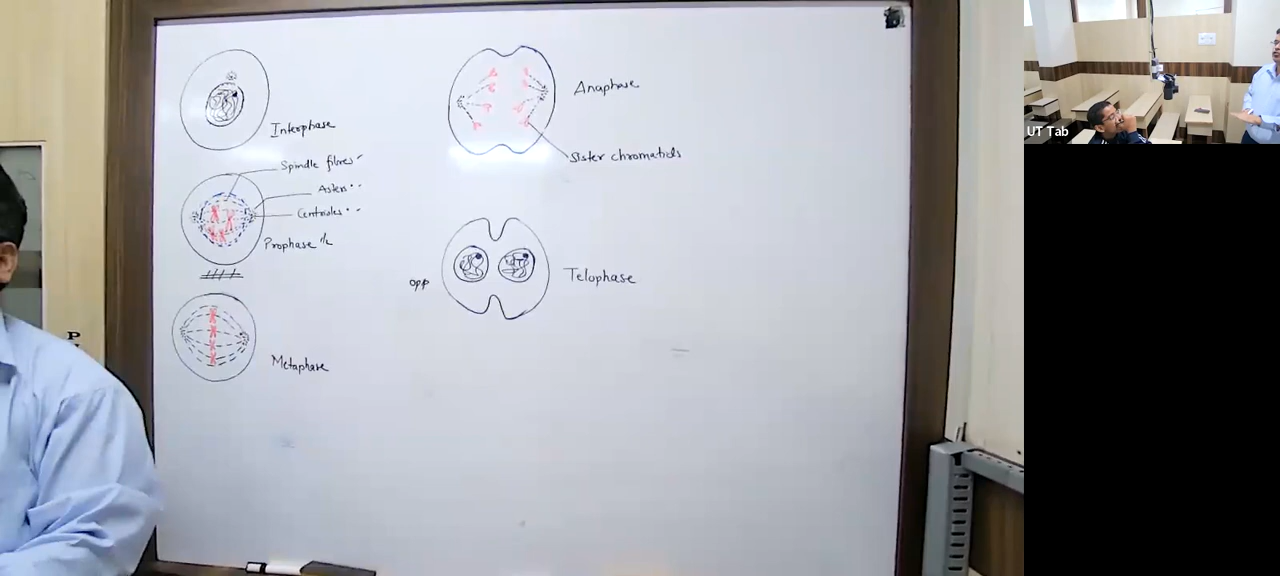 Interphase
Spindle fibres
Asters
Centrioles
Prophase
Metaphase
Anaphase
Sister chromatids
opp
Telophase
P
UT Tab